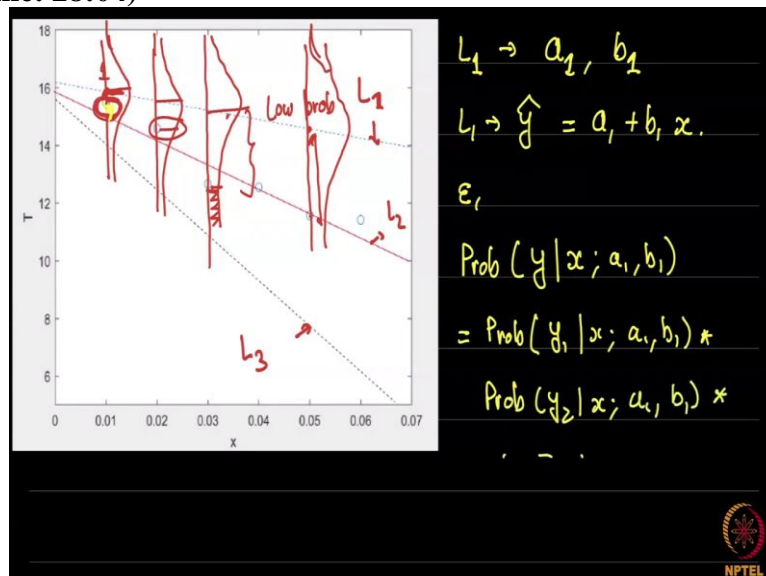 18
16
14
12
10
8
6
T
0 0.01 0.02 0.03 0.04 0.05 0.06 0.07
x
Low prob
L1
L2
L3
L1 → a1, b1
L1 → ŷ = a1 + b1 x.
ε1
Prob (y|x; a1, b1)
= Prob(y1|x; a1, b1) *
Prob (y2|x; a1, b1) *
NPTEL